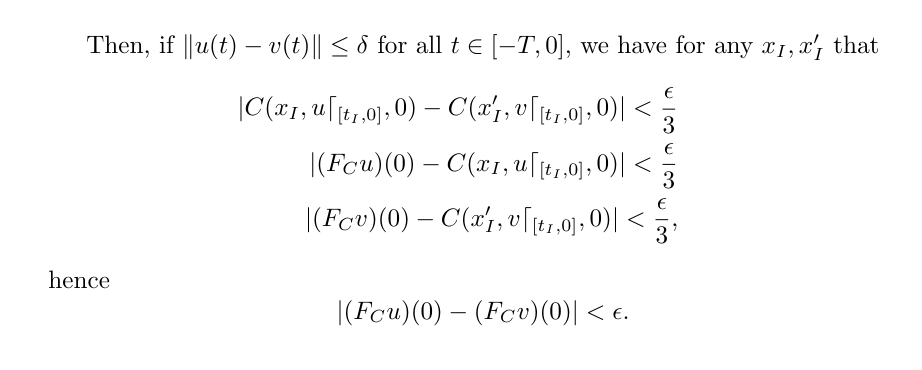 Then, if ‖u(t) − v(t)‖ ≤ δ for all t ∈ [−T, 0], we have for any x_I, x′_I that
|C(x_I, u⌈_{[t_I,0]}, 0) − C(x′_I, v⌈_{[t_I,0]}, 0)| < ϵ/3
|(F_C u)(0) − C(x_I, u⌈_{[t_I,0]}, 0)| < ϵ/3
|(F_C v)(0) − C(x′_I, v⌈_{[t_I,0]}, 0)| < ϵ/3,
hence
|(F_C u)(0) − (F_C v)(0)| < ϵ.